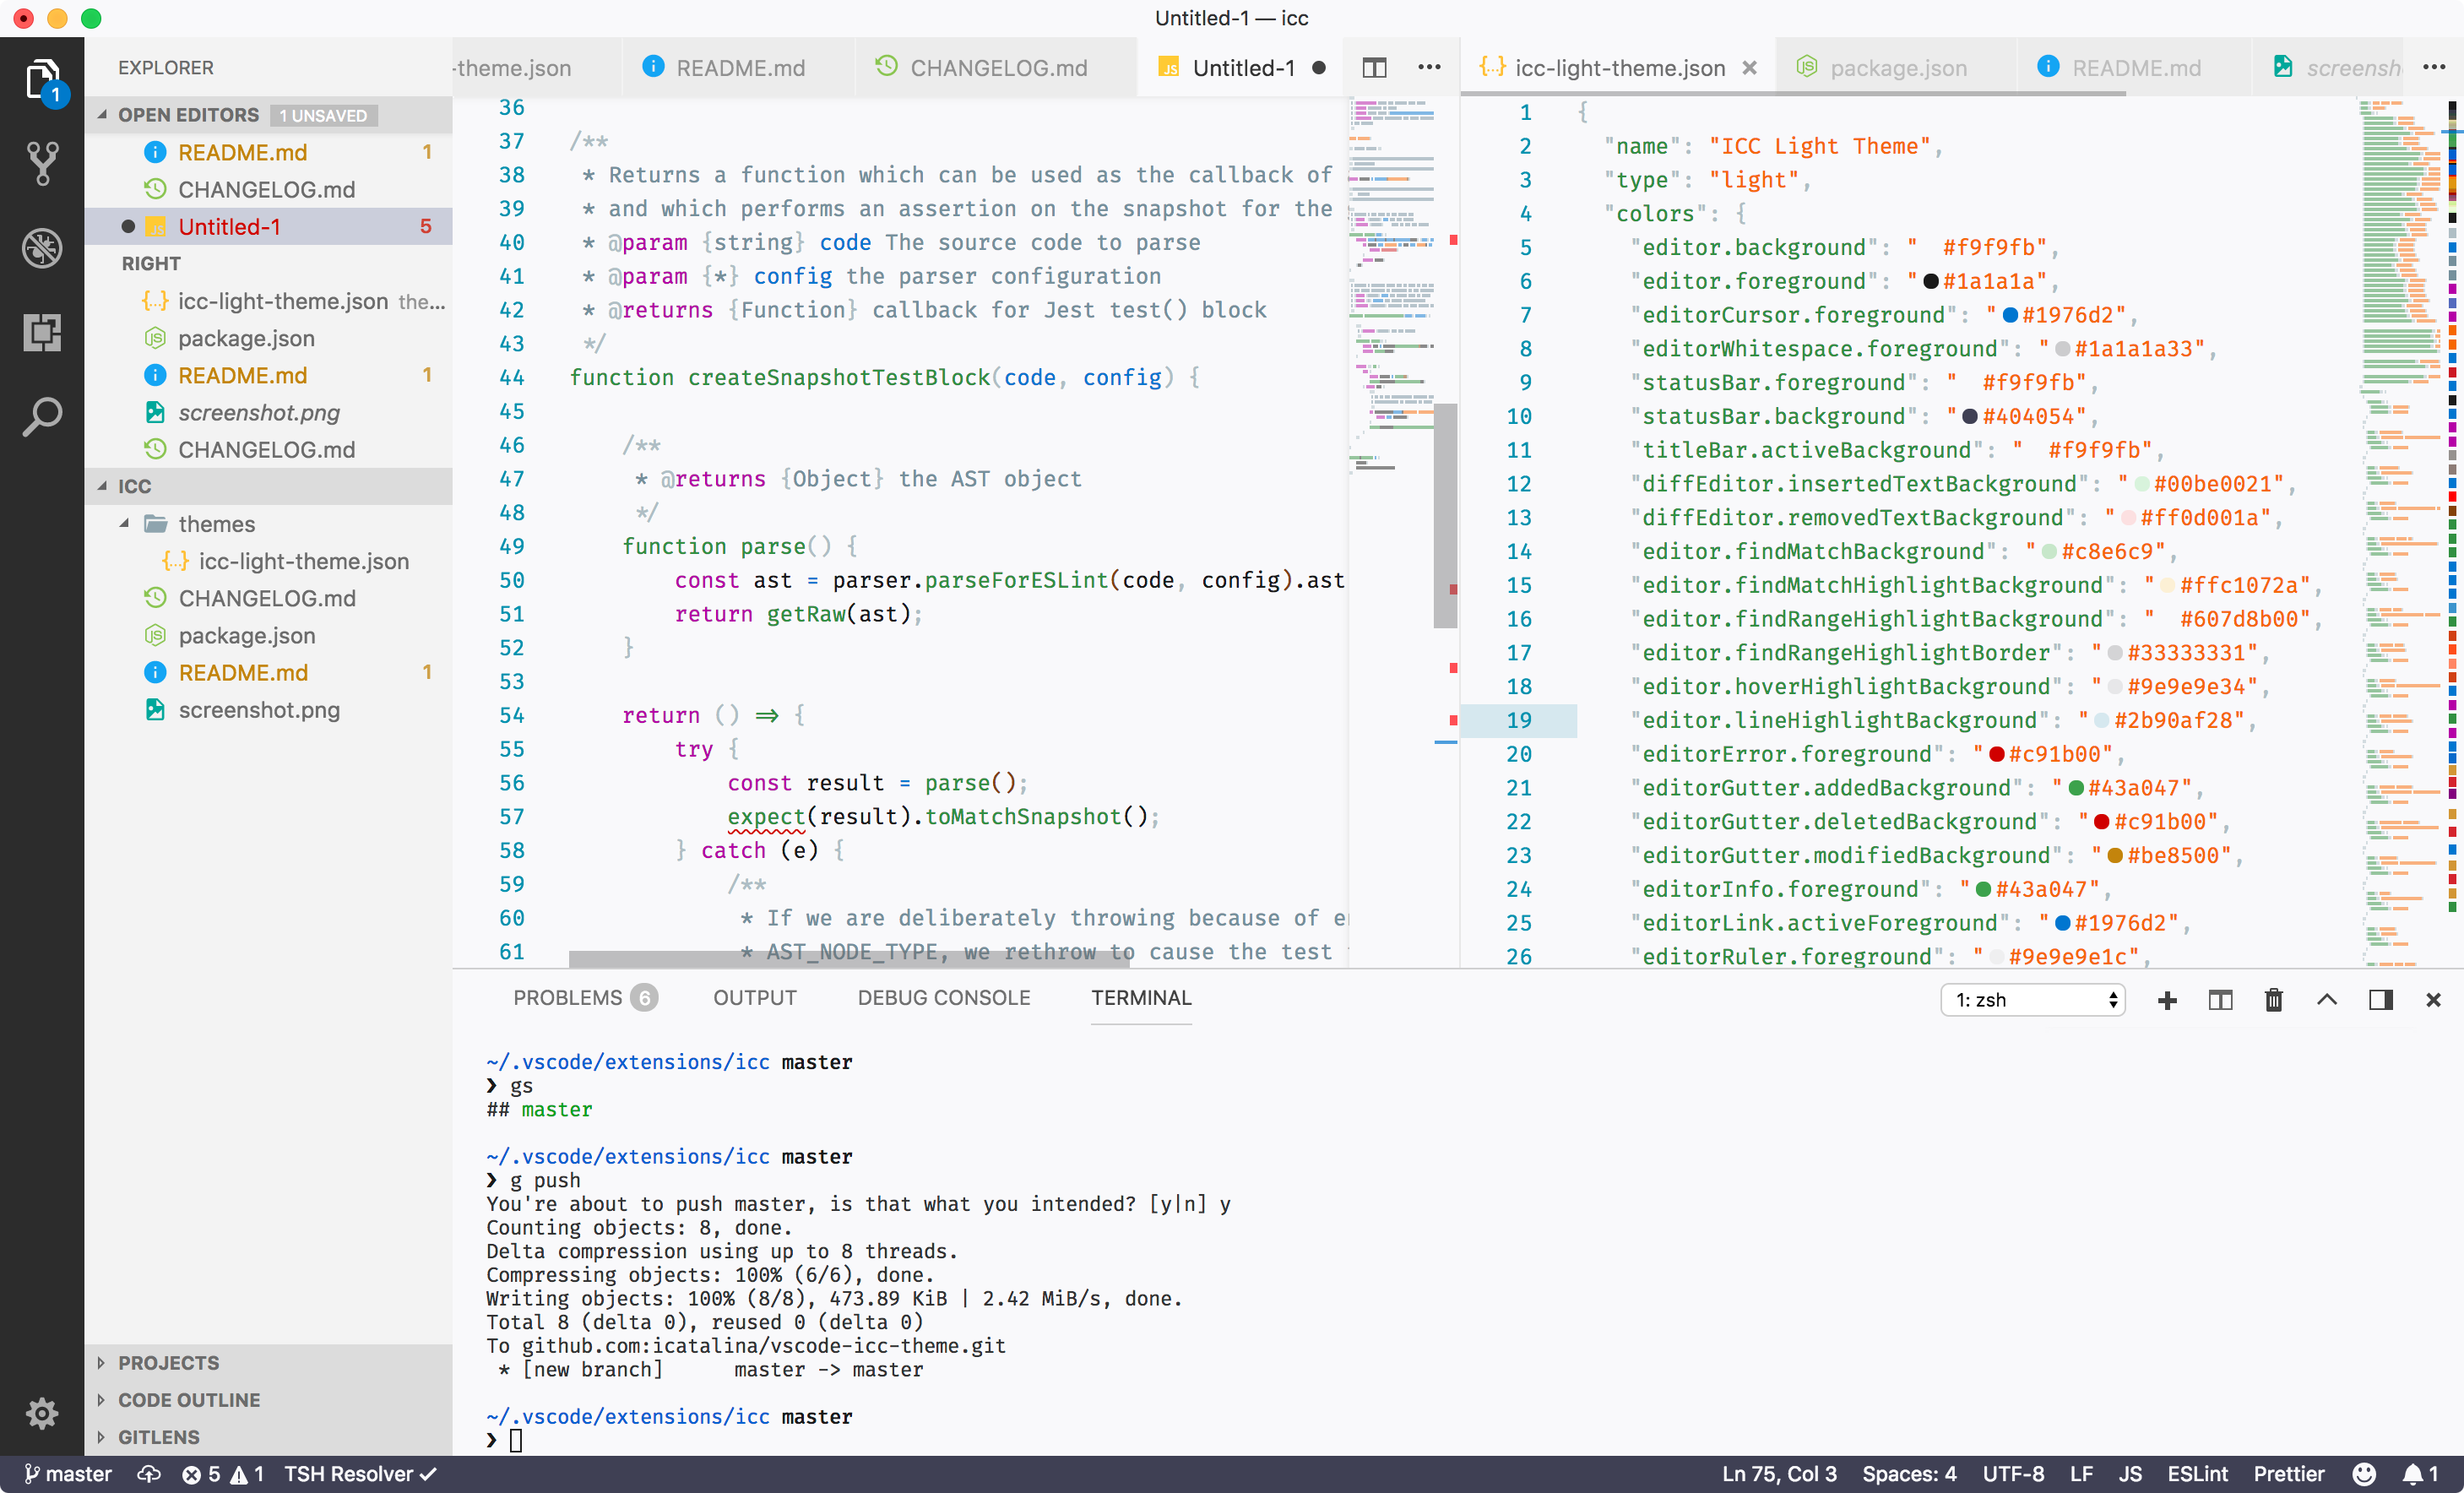 Untitled-1 — icc
1
EXPLORER
OPEN EDITORS 1 UNSAVED
README.md 1
CHANGELOG.md
Untitled-1 5
RIGHT
icc-light-theme.json the...
package.json
README.md 1
screenshot.png
CHANGELOG.md
ICC
themes
icc-light-theme.json
CHANGELOG.md
package.json
README.md 1
screenshot.png
PROJECTS
CODE OUTLINE
GITLENS
-theme.json README.md CHANGELOG.md JS Untitled-1
36
37 /**
38  * Returns a function which can be used as the callback of
39  * and which performs an assertion on the snapshot for the
40  * @param {string} code The source code to parse
41  * @param {*} config the parser configuration
42  * @returns {Function} callback for Jest test() block
43  */
44 function createSnapshotTestBlock(code, config) {
45
46     /**
47      * @returns {Object} the AST object
48      */
49     function parse() {
50         const ast = parser.parseForESLint(code, config).ast
51         return getRaw(ast);
52     }
53
54     return () => {
55         try {
56             const result = parse();
57             expect(result).toMatchSnapshot();
58         } catch (e) {
59             /**
60              * If we are deliberately throwing because of e
61              * AST_NODE_TYPE, we rethrow to cause the test
{..} icc-light-theme.json package.json README.md screensh
1 {
2   "name": "ICC Light Theme",
3   "type": "light",
4   "colors": {
5     "editor.background": "#f9f9fb",
6     "editor.foreground": "#1a1a1a",
7     "editorCursor.foreground": "#1976d2",
8     "editorWhitespace.foreground": "#1a1a1a33",
9     "statusBar.foreground": "#f9f9fb",
10     "statusBar.background": "#404054",
11     "titleBar.activeBackground": "#f9f9fb",
12     "diffEditor.insertedTextBackground": "#00be0021",
13     "diffEditor.removedTextBackground": "#ff0d001a",
14     "editor.findMatchBackground": "#c8e6c9",
15     "editor.findMatchHighlightBackground": "#ffc1072a",
16     "editor.findRangeHighlightBackground": "#607d8b00",
17     "editor.findRangeHighlightBorder": "#33333331",
18     "editor.hoverHighlightBackground": "#9e9e9e34",
19     "editor.lineHighlightBackground": "#2b90af28",
20     "editorError.foreground": "#c91b00",
21     "editorGutter.addedBackground": "#43a047",
22     "editorGutter.deletedBackground": "#c91b00",
23     "editorGutter.modifiedBackground": "#be8500",
24     "editorInfo.foreground": "#43a047",
25     "editorLink.activeForeground": "#1976d2",
26     "editorRuler.foreground": "#9e9e9e1c",
PROBLEMS 6 OUTPUT DEBUG CONSOLE TERMINAL 1: zsh
~/.vscode/extensions/icc master
❯ gs
## master
~/.vscode/extensions/icc master
❯ g push
You're about to push master, is that what you intended? [y|n] y
Counting objects: 8, done.
Delta compression using up to 8 threads.
Compressing objects: 100% (6/6), done.
Writing objects: 100% (8/8), 473.89 KiB | 2.42 MiB/s, done.
Total 8 (delta 0), reused 0 (delta 0)
To github.com:icatalina/vscode-icc-theme.git
 * [new branch]      master -> master
~/.vscode/extensions/icc master
❯
master 5 1 TSH Resolver ✓ Ln 75, Col 3 Spaces: 4 UTF-8 LF JS ESLint Prettier 1